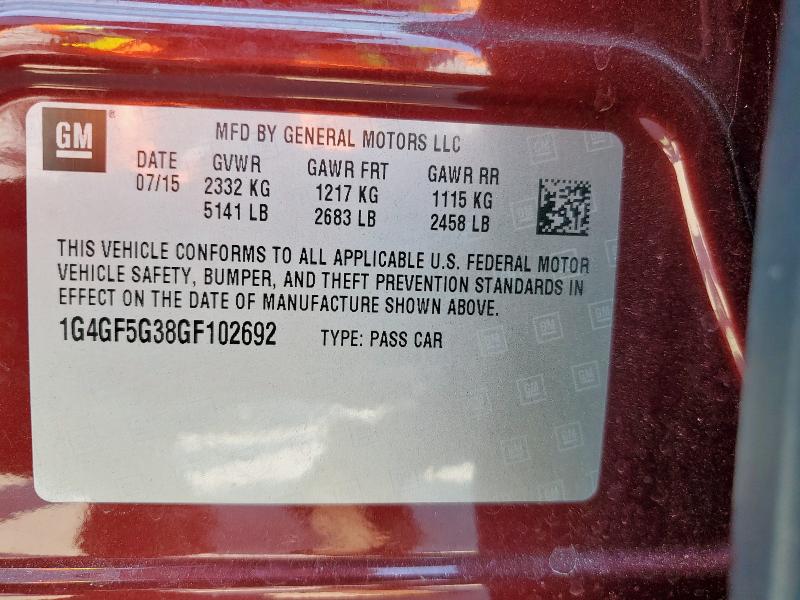 GM
MFD BY GENERAL MOTORS LLC
DATE GVWR GAWR FRT GAWR RR
07/15 2332 KG 1217 KG 1115 KG
5141 LB 2683 LB 2458 LB
THIS VEHICLE CONFORMS TO ALL APPLICABLE U.S. FEDERAL MOTOR
VEHICLE SAFETY, BUMPER, AND THEFT PREVENTION STANDARDS IN
EFFECT ON THE DATE OF MANUFACTURE SHOWN ABOVE.
1G4GF5G38GF102692 TYPE: PASS CAR